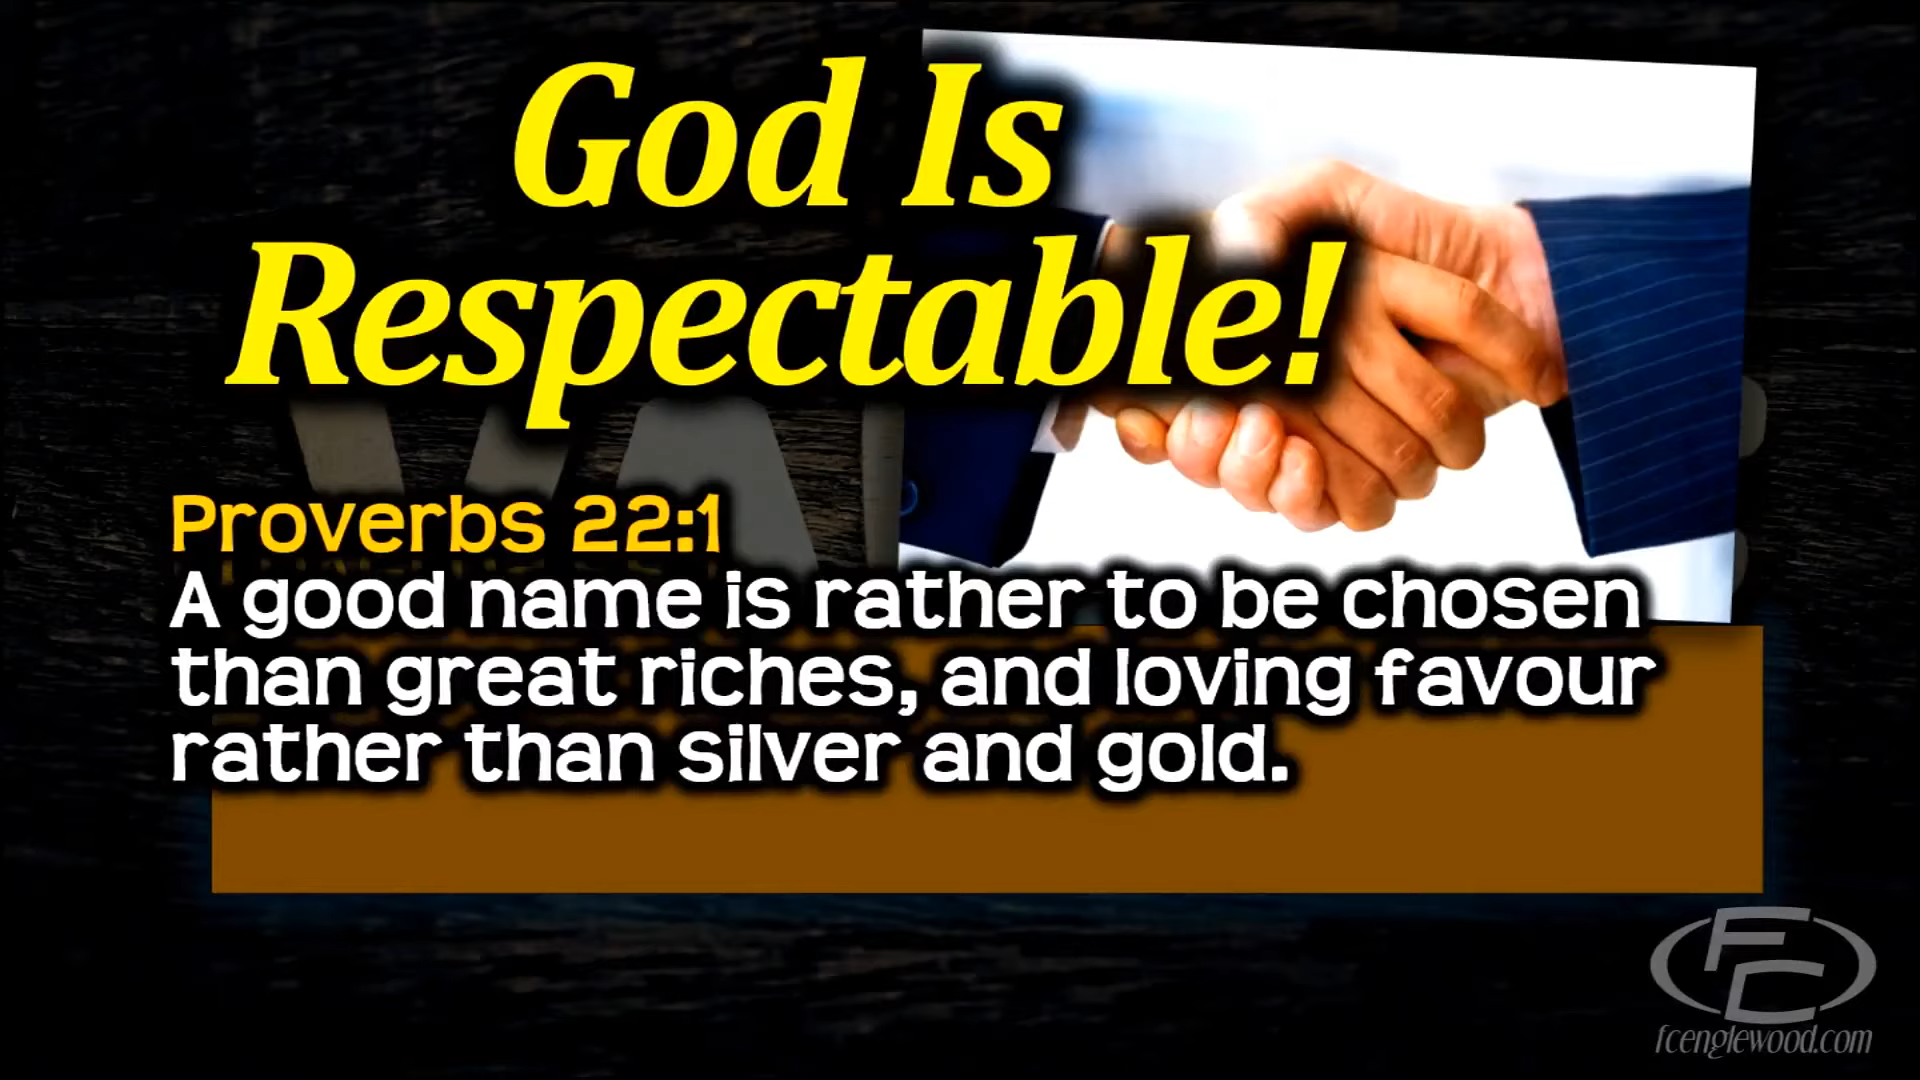 God Is
Respectable!
Proverbs 22:1
A good name is rather to be chosen
than great riches, and loving favour
rather than silver and gold.
FC
fcenglewood.com